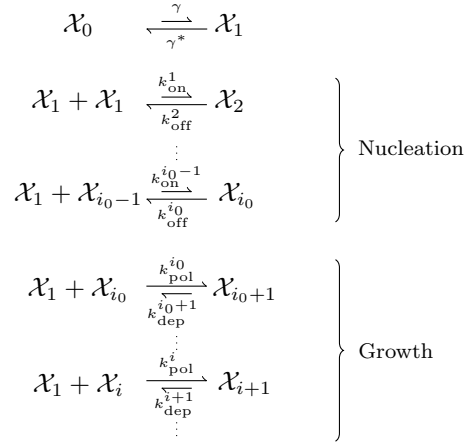 𝒳₀ ⇌ 𝒳₁ (γ, γ*)
𝒳₁ + 𝒳₁ ⇌ 𝒳₂ (k_on^1, k_off^2)
⋮
𝒳₁ + 𝒳_{i₀−1} ⇌ 𝒳_{i₀} (k_on^{i₀−1}, k_off^{i₀})
Nucleation
𝒳₁ + 𝒳_{i₀} ⇌ 𝒳_{i₀+1} (k_pol^{i₀}, k_dep^{i₀+1})
⋮
𝒳₁ + 𝒳_i ⇌ 𝒳_{i+1} (k_pol^i, k_dep^{i+1})
⋮
Growth